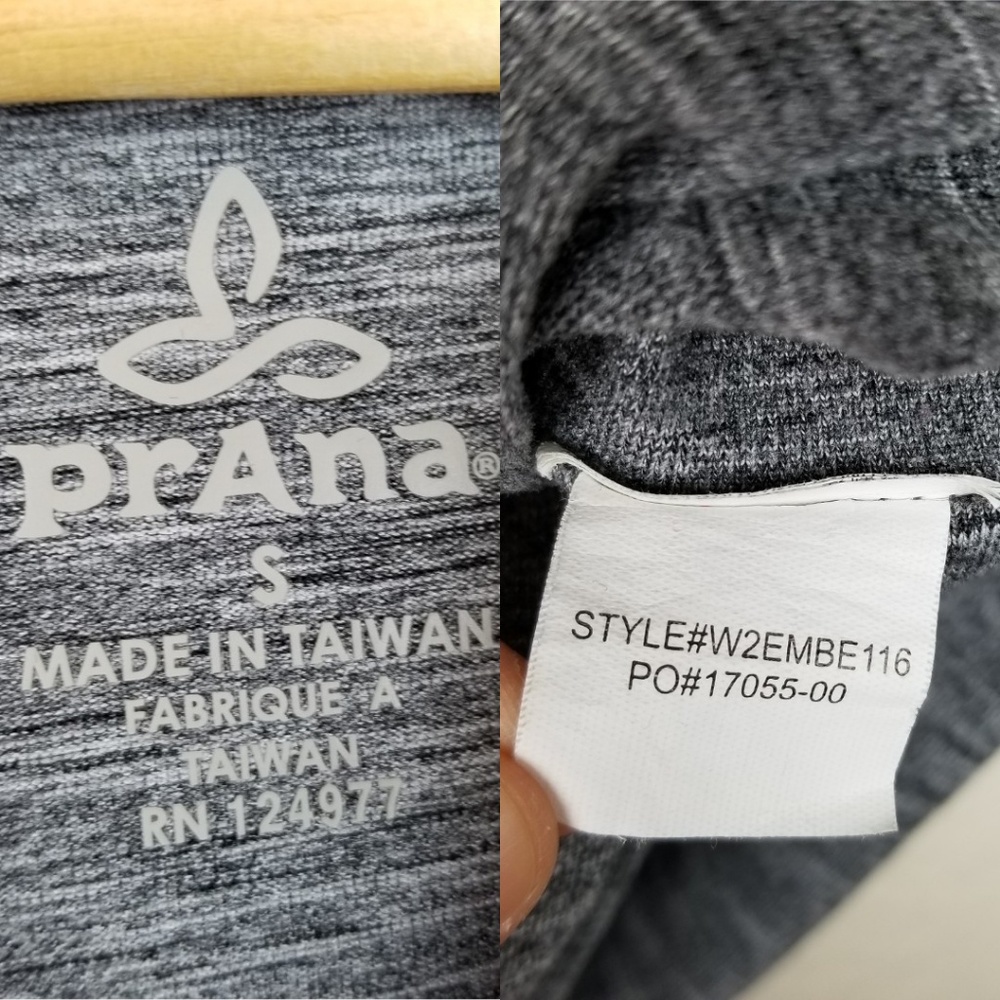 prAna®
S
MADE IN TAIWAN
FABRIQUE A
TAIWAN
RN 124977
STYLE#W2EMBE116
PO#17055-00